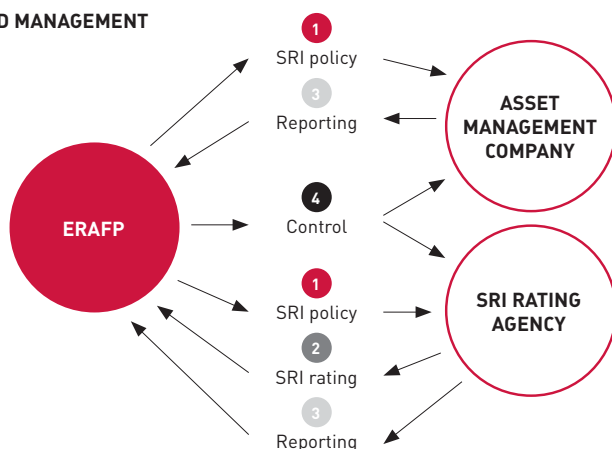 D MANAGEMENT
1
SRI policy
3
Reporting
ASSET
MANAGEMENT
COMPANY
ERAFP
4
Control
1
SRI policy
SRI RATING
AGENCY
2
SRI rating
3
Reporting